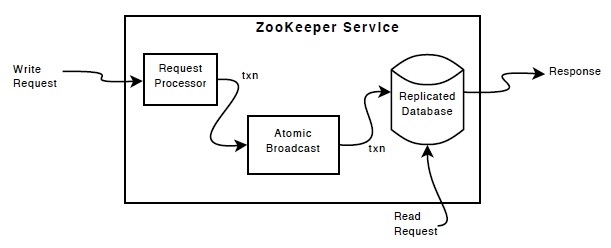 ZooKeeper Service
Write
Request
Request
Processor
txn
Atomic
Broadcast
txn
Replicated
Database
Response
Read
Request